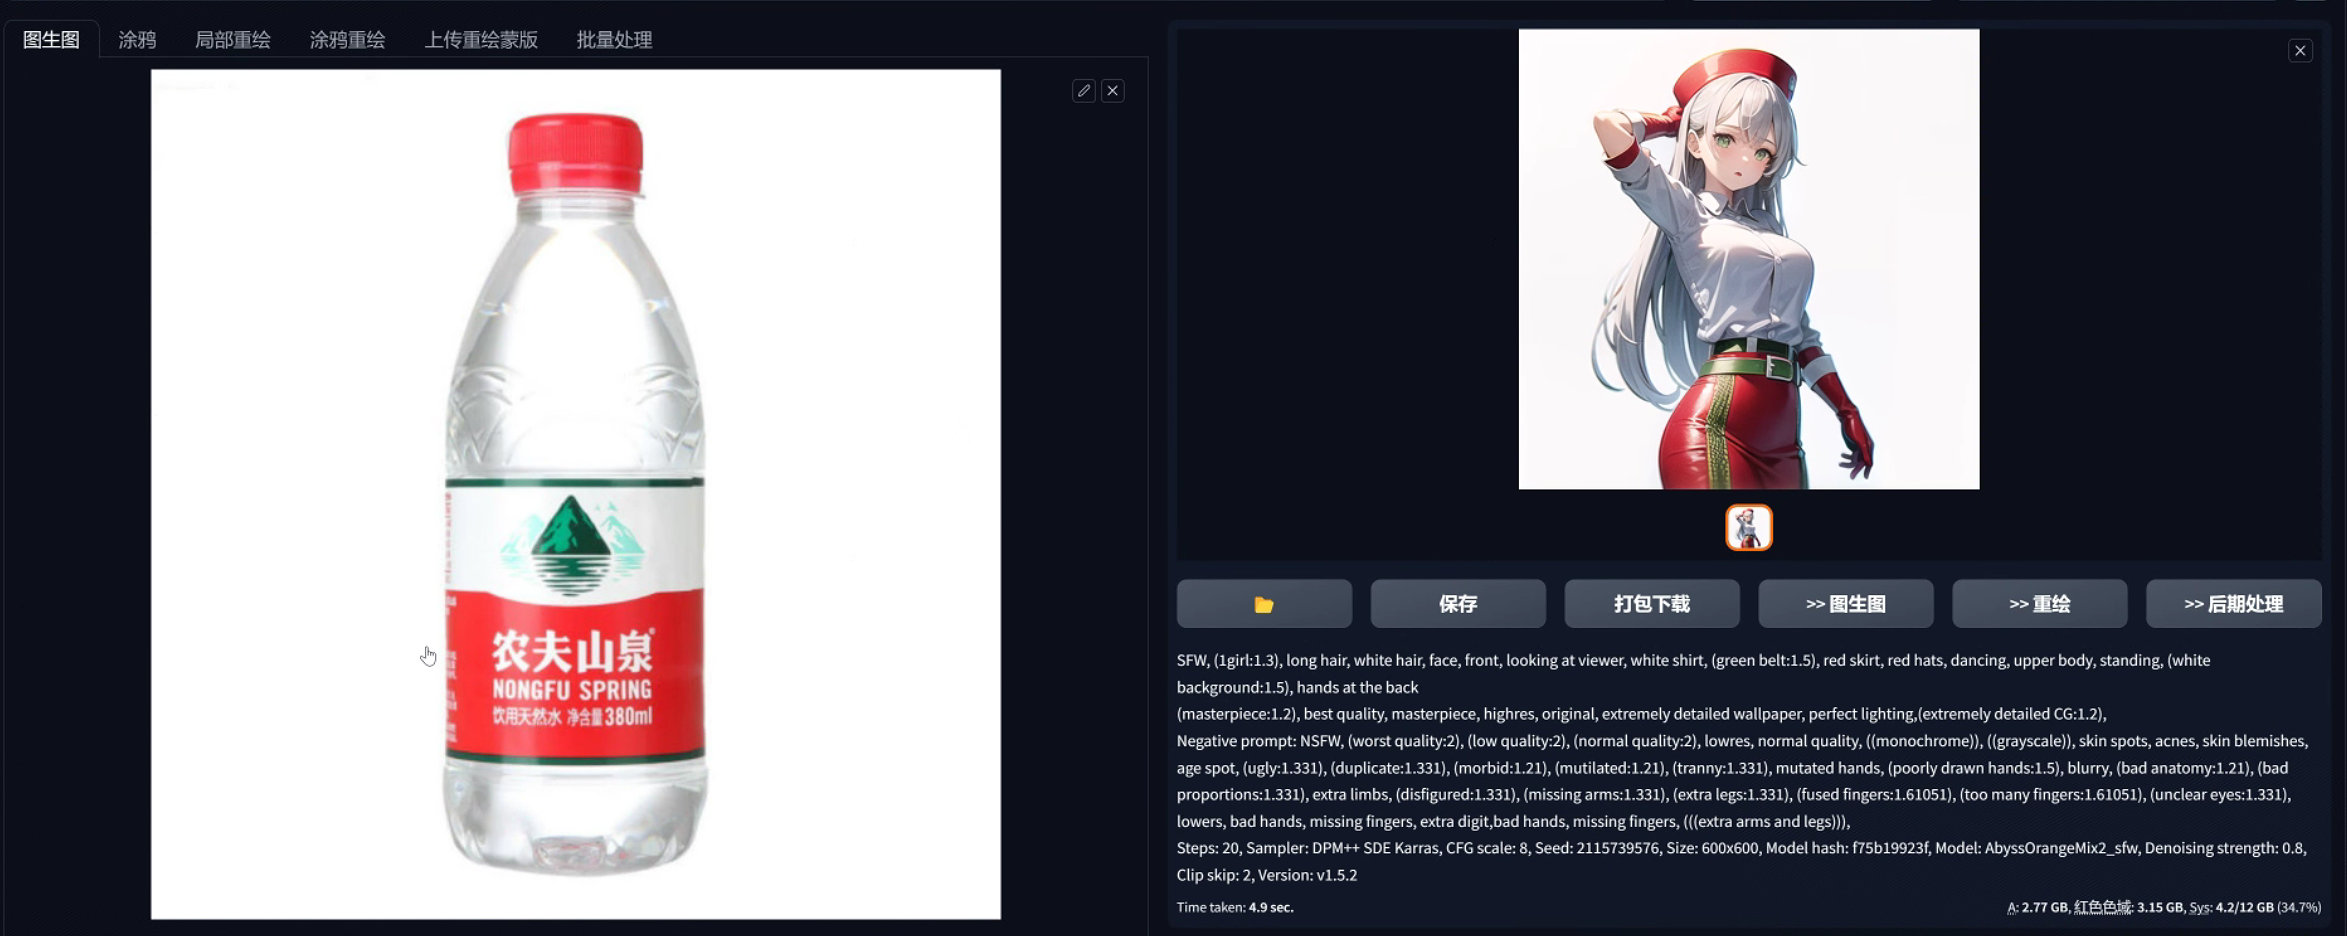 图生图 涂鸦 局部重绘 涂鸦重绘 上传重绘蒙版 批量处理
农夫山泉®
NONGFU SPRING
饮用天然水 净含量380ml
保存 打包下载 >> 图生图 >> 重绘 >> 后期处理
SFW, (1girl:1.3), long hair, white hair, face, front, looking at viewer, white shirt, (green belt:1.5), red skirt, red hats, dancing, upper body, standing, (white
background:1.5), hands at the back
(masterpiece:1.2), best quality, masterpiece, highres, original, extremely detailed wallpaper, perfect lighting,(extremely detailed CG:1.2),
Negative prompt: NSFW, (worst quality:2), (low quality:2), (normal quality:2), lowres, normal quality, ((monochrome)), ((grayscale)), skin spots, acnes, skin blemishes,
age spot, (ugly:1.331), (duplicate:1.331), (morbid:1.21), (mutilated:1.21), (tranny:1.331), mutated hands, (poorly drawn hands:1.5), blurry, (bad anatomy:1.21), (bad
proportions:1.331), extra limbs, (disfigured:1.331), (missing arms:1.331), (extra legs:1.331), (fused fingers:1.61051), (too many fingers:1.61051), (unclear eyes:1.331),
lowers, bad hands, missing fingers, extra digit,bad hands, missing fingers, (((extra arms and legs))),
Steps: 20, Sampler: DPM++ SDE Karras, CFG scale: 8, Seed: 2115739576, Size: 600x600, Model hash: f75b19923f, Model: AbyssOrangeMix2_sfw, Denoising strength: 0.8,
Clip skip: 2, Version: v1.5.2
Time taken: 4.9 sec.
A: 2.77 GB, 红色色域: 3.15 GB, Sys: 4.2/12 GB (34.7%)